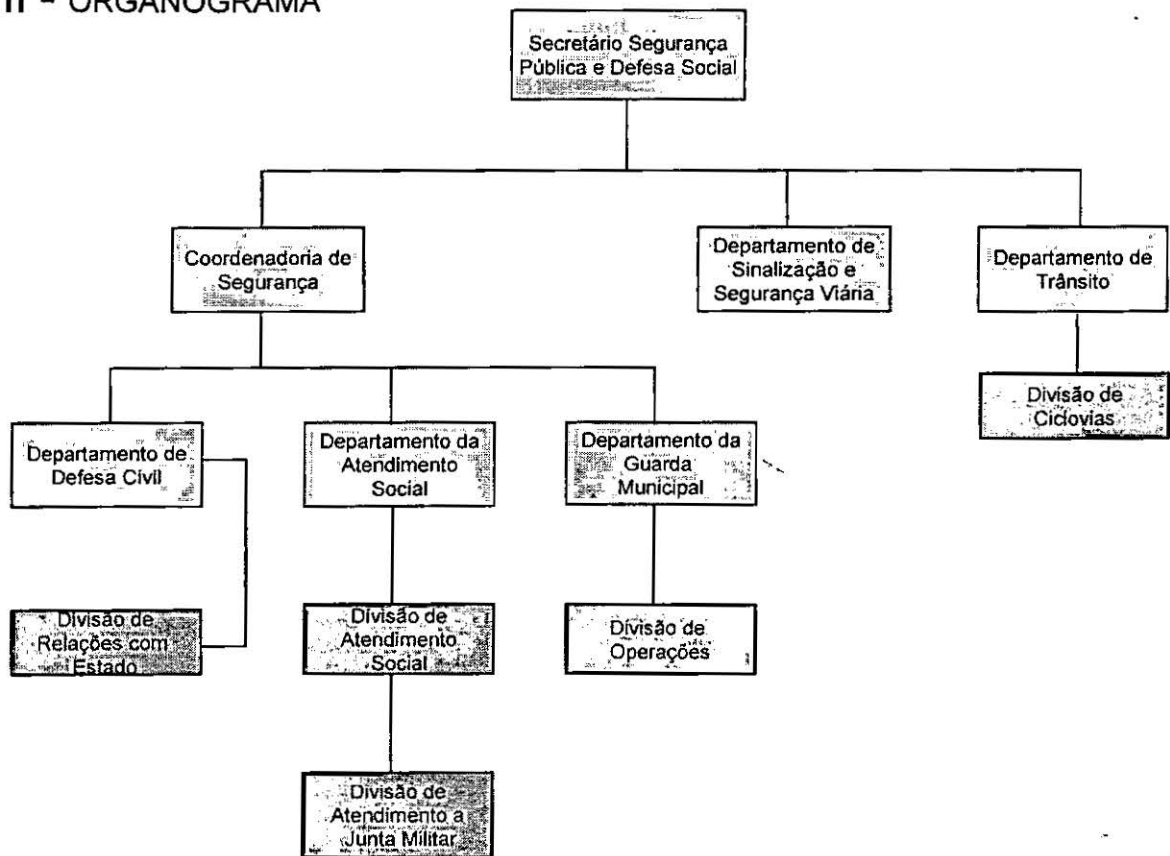 II - ORGANOGRAMA
Secretário Segurança
Pública e Defesa Social
Coordenadoria de
Segurança
Departamento de
Sinalização e
Segurança Viária
Departamento de
Trânsito
Divisão de
Ciclovias
Departamento de
Defesa Civil
Departamento da
Atendimento
Social
Departamento da
Guarda
Municipal
Divisão de
Relações com
Estado
Divisão de
Atendimento
Social
Divisão de
Operações
Divisão de
Atendimento a
Junta Militar